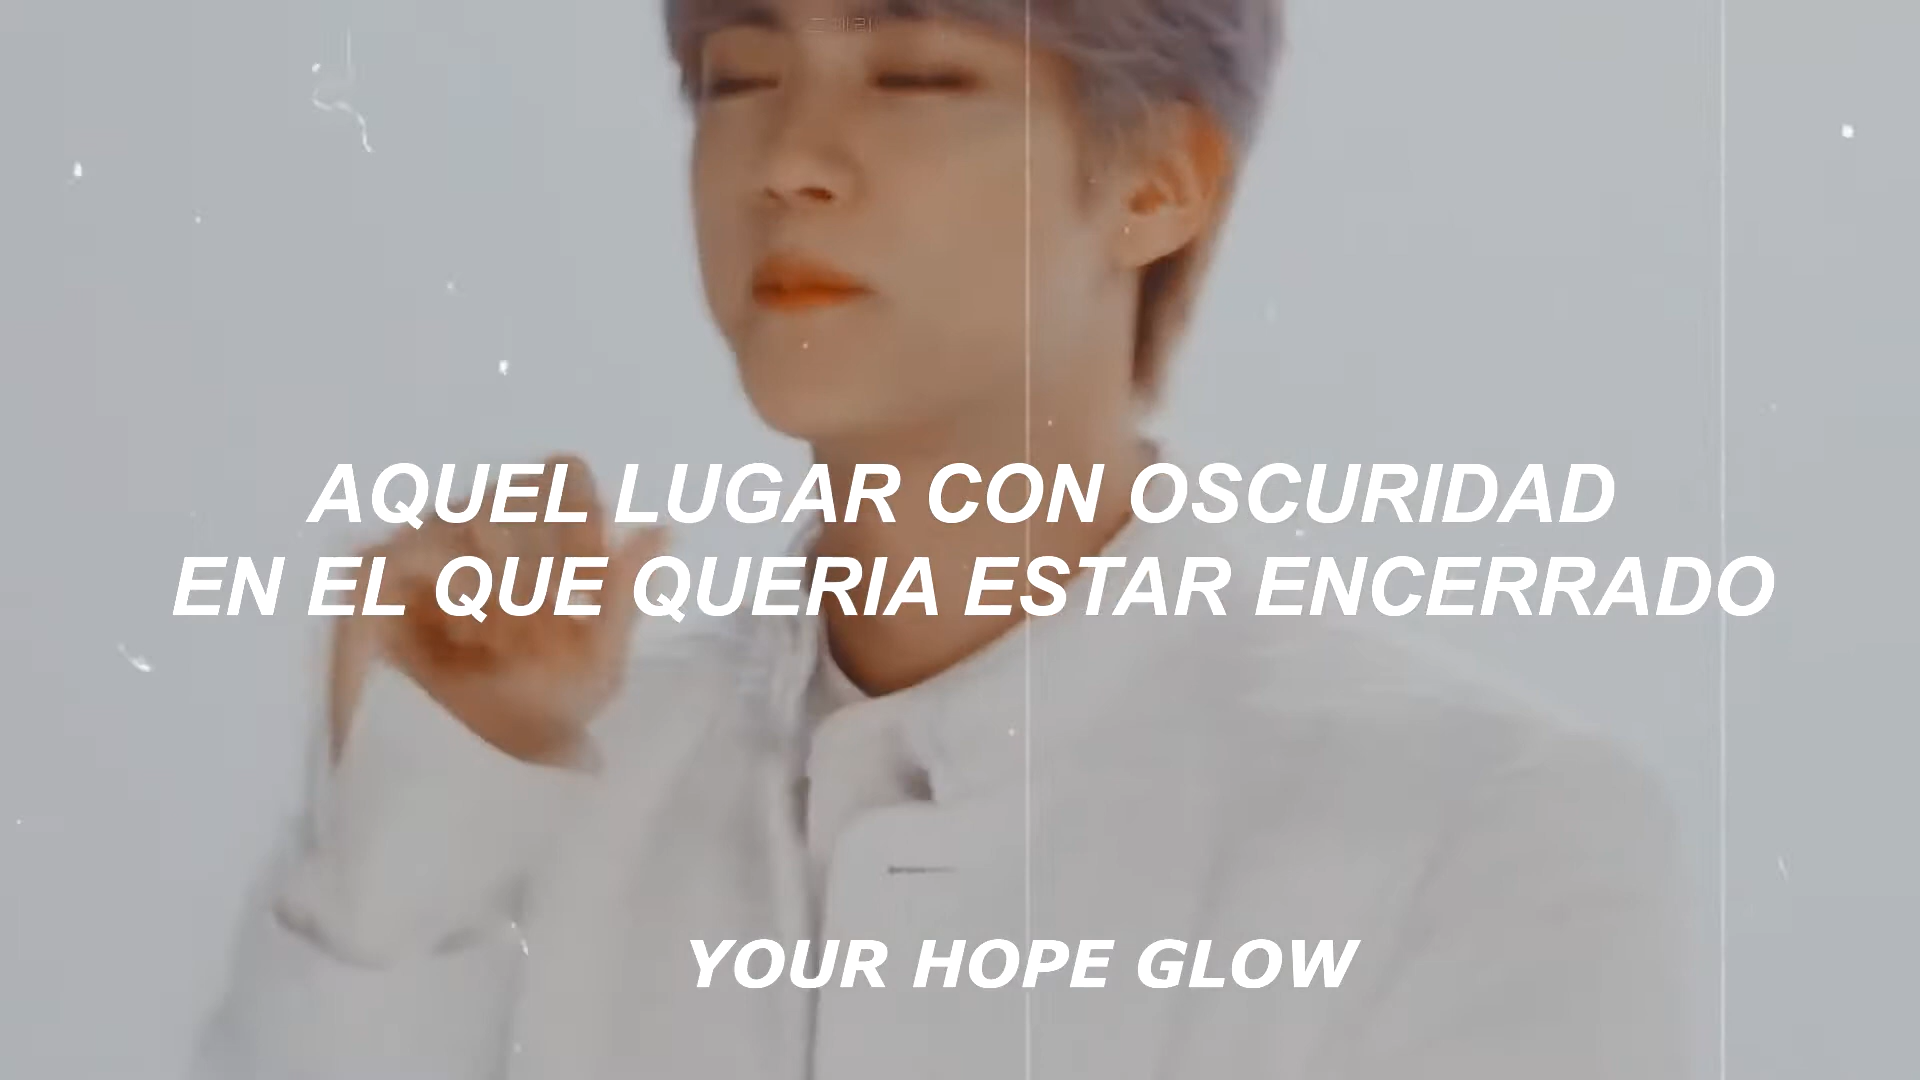 AQUEL LUGAR CON OSCURIDAD
EN EL QUE QUERIA ESTAR ENCERRADO
YOUR HOPE GLOW